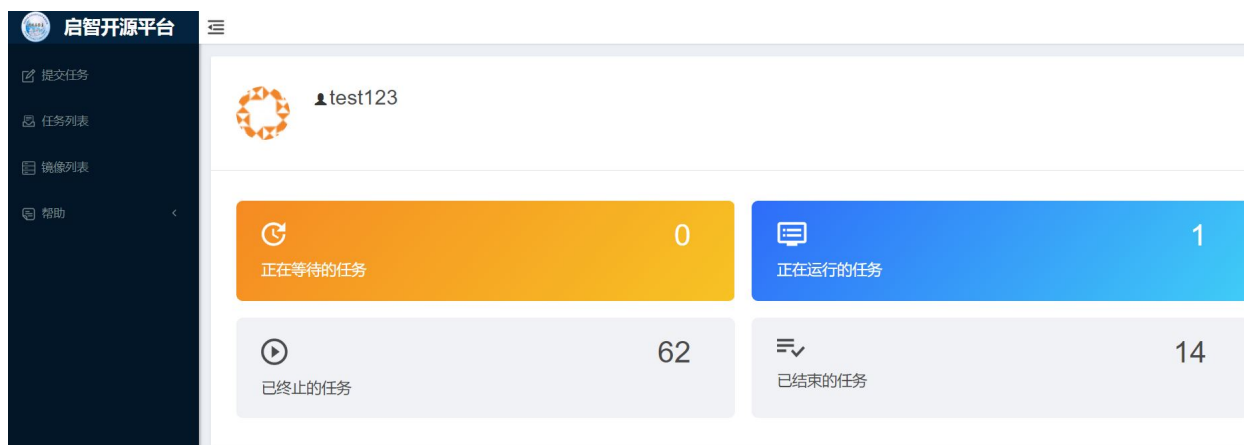 启智开源平台
提交任务
任务列表
镜像列表
帮助
test123
0
正在等待的任务
1
正在运行的任务
62
已终止的任务
14
已结束的任务